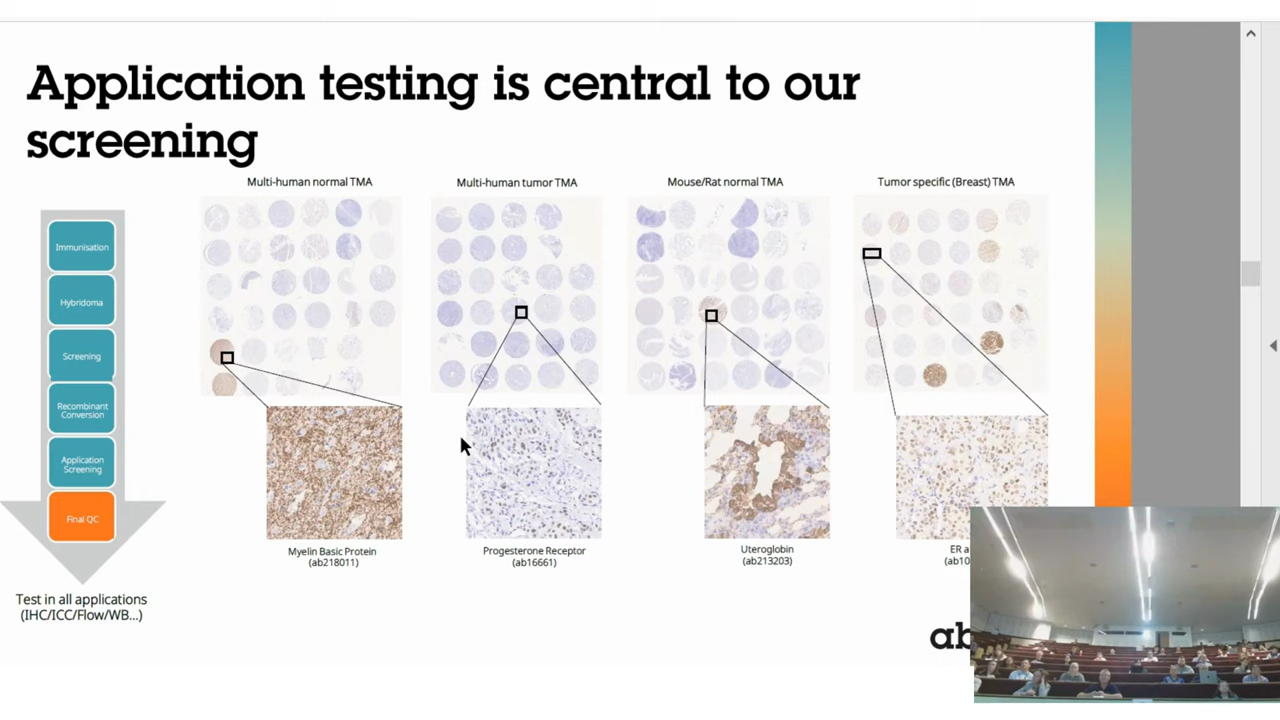 Application testing is central to our
screening
Multi-human normal TMA
Multi-human tumor TMA
Mouse/Rat normal TMA
Tumor specific (Breast) TMA
Immunisation
Hybridoma
Screening
Recombinant
Conversion
Application
Screening
Final QC
Test in all applications
(IHC/ICC/Flow/WB...)
Myelin Basic Protein
(ab218011)
Progesterone Receptor
(ab16661)
Uteroglobin
(ab213203)
ER a
(ab10
ab